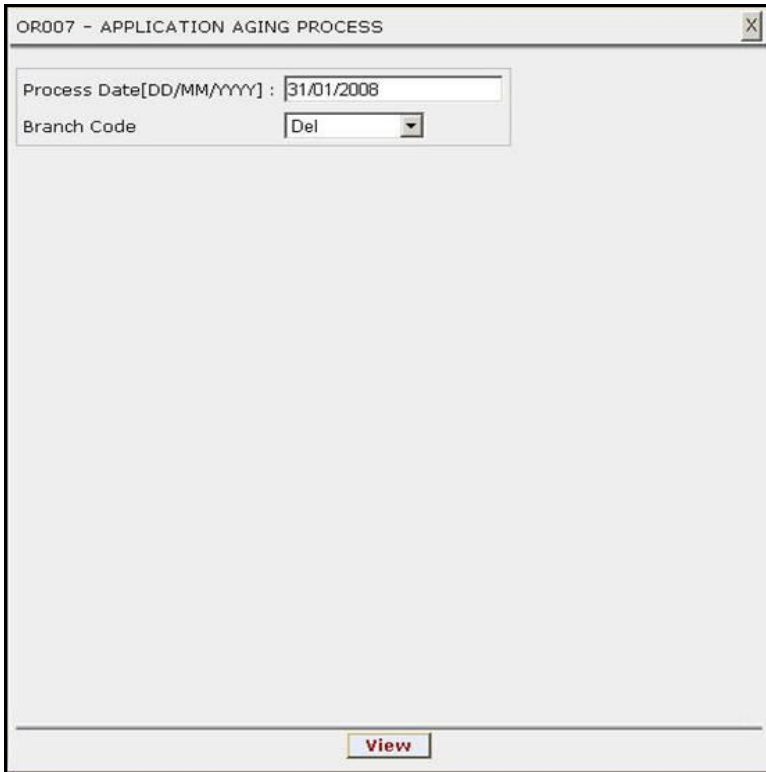 OR007 - APPLICATION AGING PROCESS X
Process Date[DD/MM/YYYY] : 31/01/2008
Branch Code Del
View